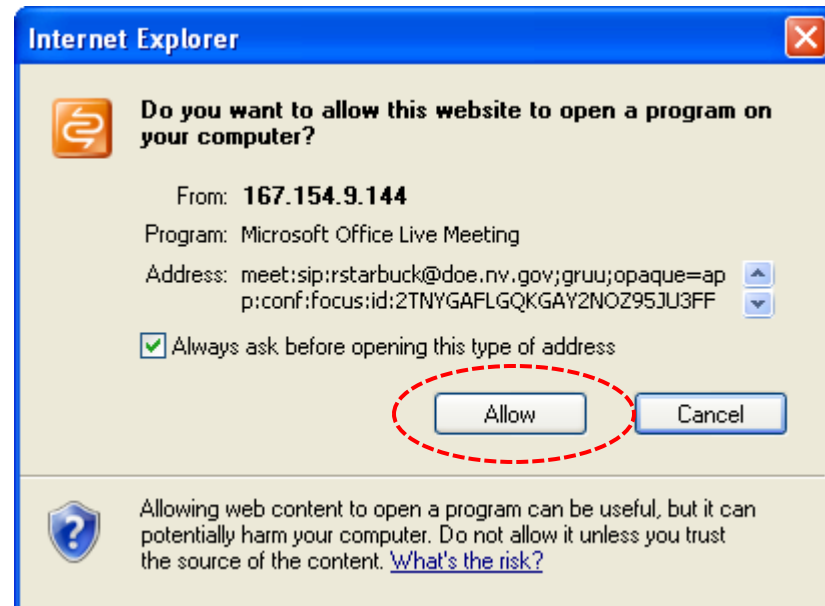 Internet Explorer
Do you want to allow this website to open a program on
your computer?
From: 167.154.9.144
Program: Microsoft Office Live Meeting
Address: meet:sip:rstarbuck@doe.nv.gov;gruu;opaque=ap
p:conf:focus:id:2TNYGAFLGQKGAY2NOZ95JU3FF
Always ask before opening this type of address
Allow
Cancel
Allowing web content to open a program can be useful, but it can
potentially harm your computer. Do not allow it unless you trust
the source of the content. What's the risk?